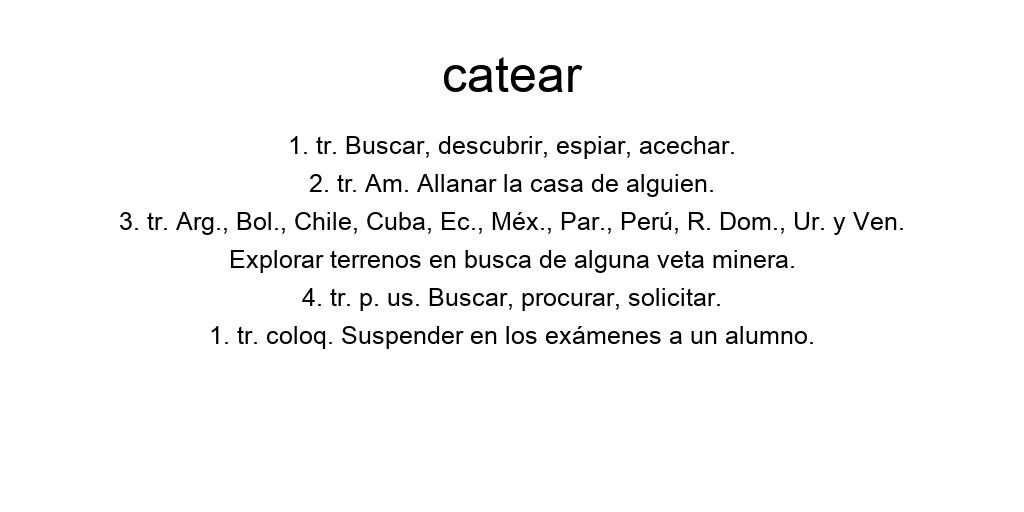 catear
1. tr. Buscar, descubrir, espiar, acechar.
2. tr. Am. Allanar la casa de alguien.
3. tr. Arg., Bol., Chile, Cuba, Ec., Méx., Par., Perú, R. Dom., Ur. y Ven.
Explorar terrenos en busca de alguna veta minera.
4. tr. p. us. Buscar, procurar, solicitar.
1. tr. coloq. Suspender en los exámenes a un alumno.